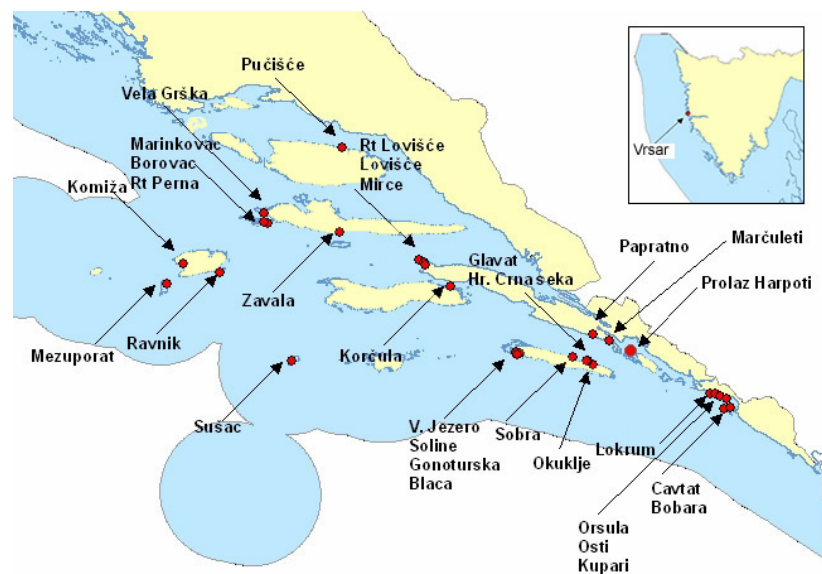 Pučišće
Vela Grška
Marinkovac
Borovac
Rt Perna
Rt Lovišće
Lovišće
Mirce
Komiža
Vrsar
Papratno
Marčuleti
Glavat
Hr. Crna seka
Prolaz Harpoti
Zavala
Mezuporat
Ravnik
Korčula
Sušac
V. Jezero
Soline
Gonoturska
Blaca
Sobra
Okuklje
Lokrum
Cavtat
Bobara
Orsula
Osti
Kupari